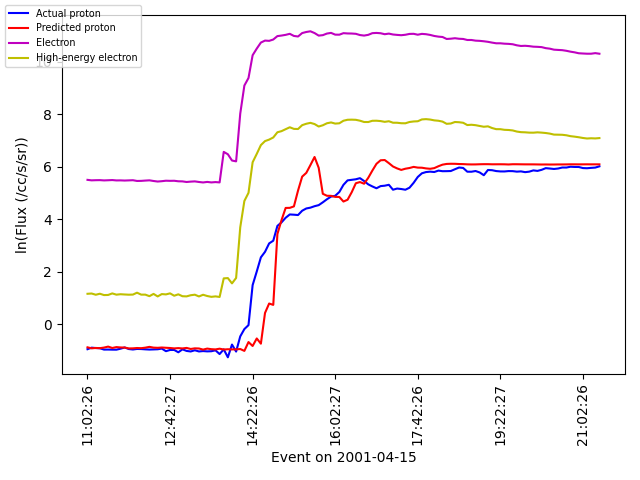 Actual proton
Predicted proton
Electron
High-energy electron
10
8
6
4
2
0
ln(Flux (/cc/s/sr))
11:02:26
12:42:27
14:22:26
16:02:27
17:42:26
19:22:27
21:02:26
Event on 2001-04-15